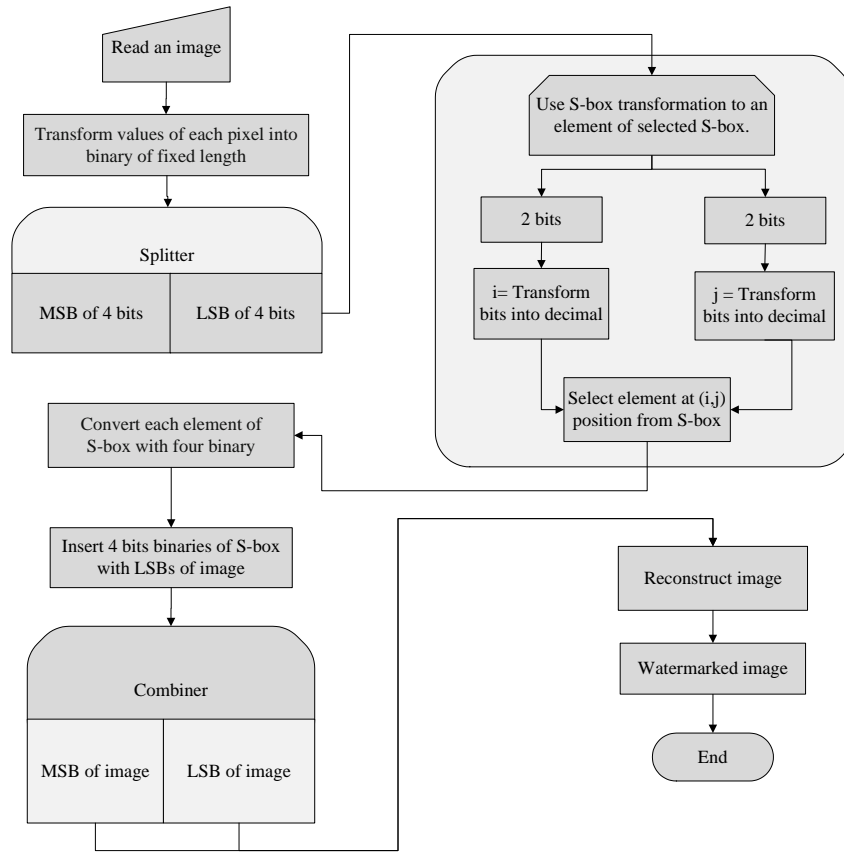 Read an image
Transform values of each pixel into
binary of fixed length
Splitter
MSB of 4 bits
LSB of 4 bits
Use S-box transformation to an
element of selected S-box.
2 bits
2 bits
i= Transform
bits into decimal
j = Transform
bits into decimal
Select element at (i,j)
position from S-box
Convert each element of
S-box with four binary
Insert 4 bits binaries of S-box
with LSBs of image
Combiner
MSB of image
LSB of image
Reconstruct image
Watermarked image
End